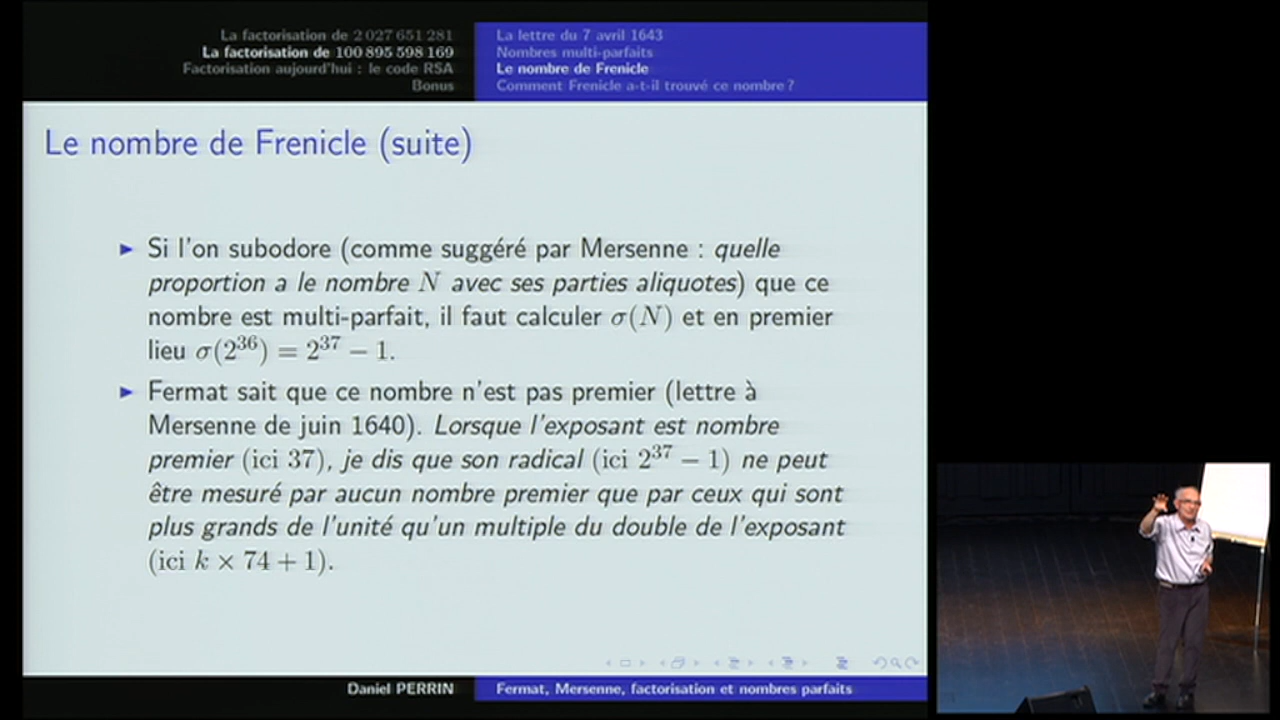 La factorisation de 2 027 651 281
La factorisation de 100 895 598 169
Factorisation aujourd'hui : le code RSA
Bonus
La lettre du 7 avril 1643
Nombres multi-parfaits
Le nombre de Frenicle
Comment Frenicle a-t-il trouvé ce nombre ?
Le nombre de Frenicle (suite)
Si l'on subodore (comme suggéré par Mersenne : quelle
proportion a le nombre N avec ses parties aliquotes) que ce
nombre est multi-parfait, il faut calculer σ(N) et en premier
lieu σ(2^36) = 2^37 − 1.
Fermat sait que ce nombre n'est pas premier (lettre à
Mersenne de juin 1640). Lorsque l'exposant est nombre
premier (ici 37), je dis que son radical (ici 2^37 − 1) ne peut
être mesuré par aucun nombre premier que par ceux qui sont
plus grands de l'unité qu'un multiple du double de l'exposant
(ici k × 74 + 1).
Daniel PERRIN
Fermat, Mersenne, factorisation et nombres parfaits